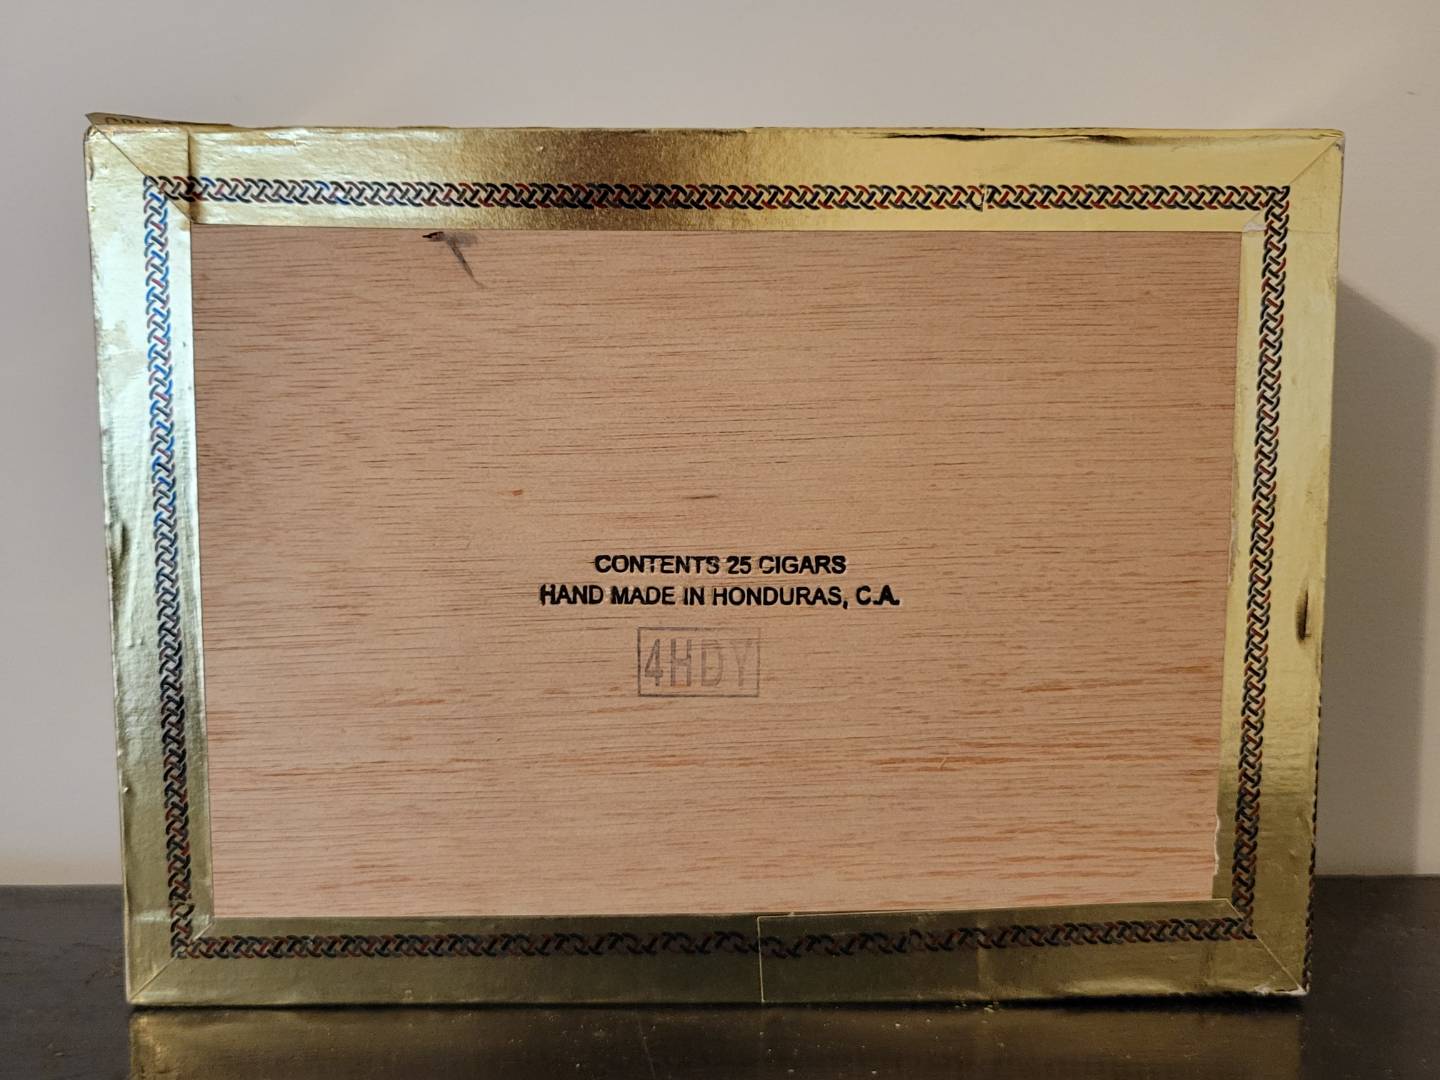 CONTENTS 25 CIGARS
HAND MADE IN HONDURAS, C.A.
4HDY